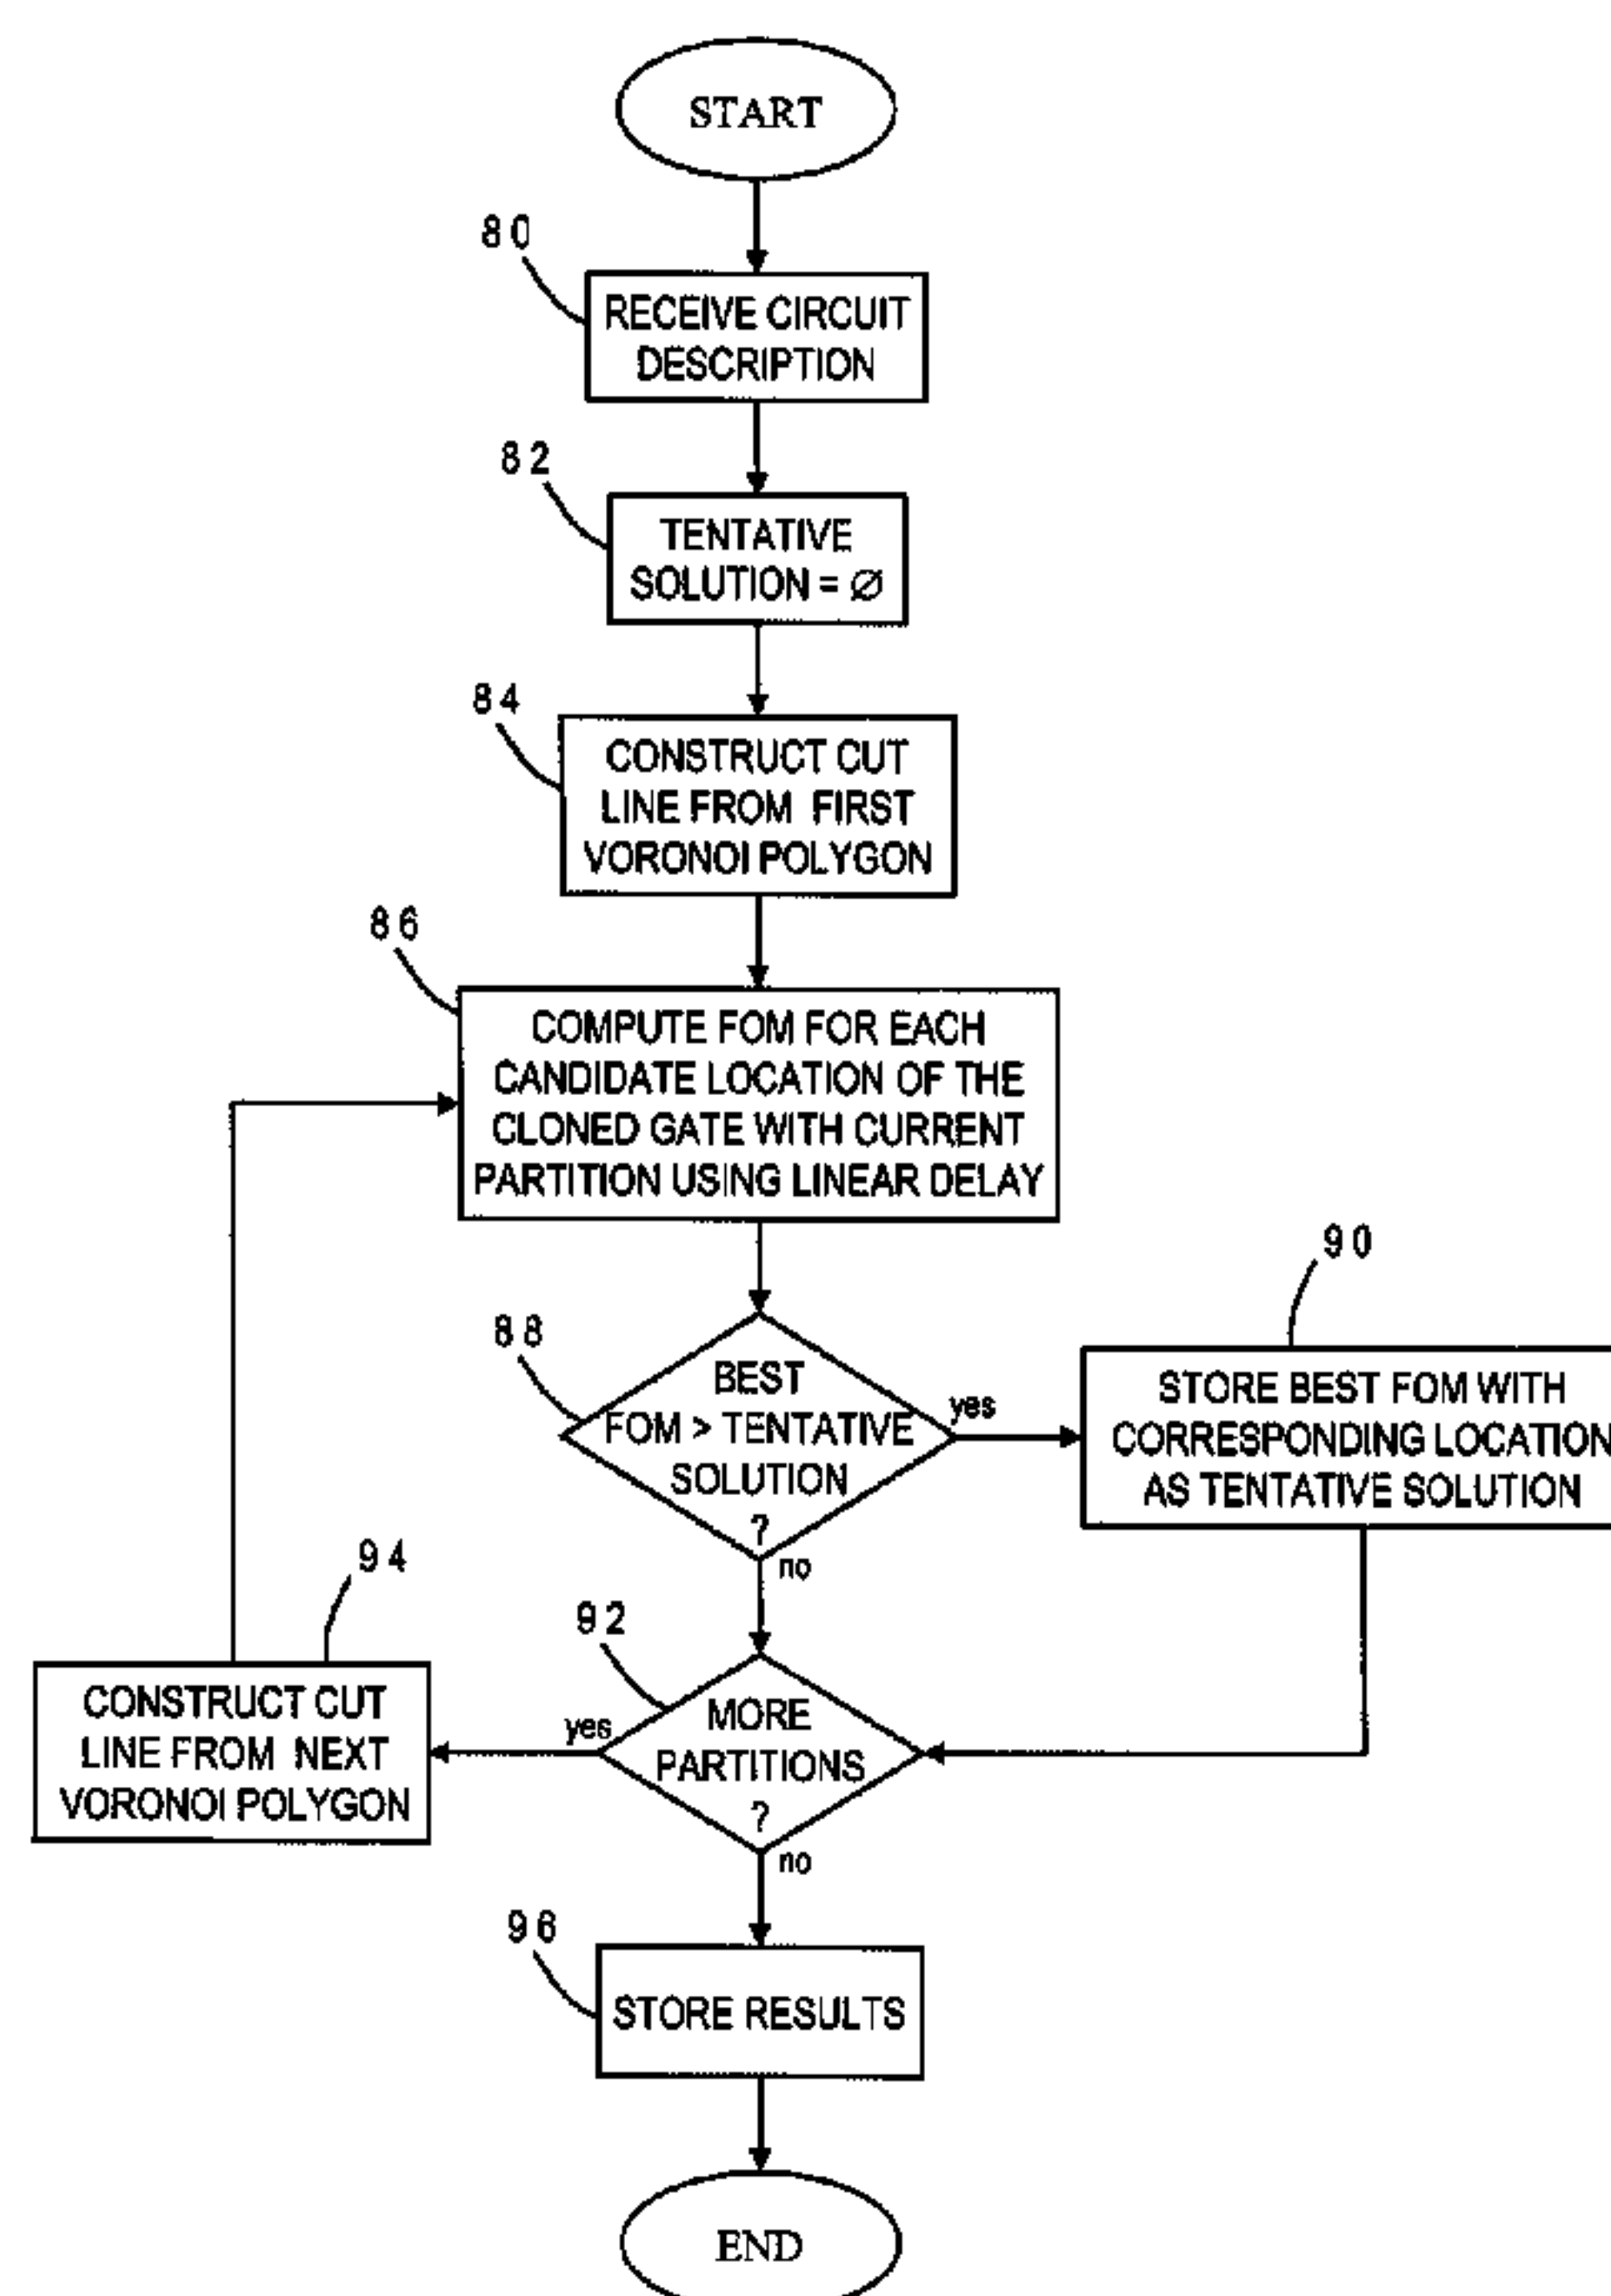 START
80
RECEIVE CIRCUIT
DESCRIPTION
82
TENTATIVE
SOLUTION = ∅
84
CONSTRUCT CUT
LINE FROM FIRST
VORONOI POLYGON
86
COMPUTE FOM FOR EACH
CANDIDATE LOCATION OF THE
CLONED GATE WITH CURRENT
PARTITION USING LINEAR DELAY
88
BEST
FOM > TENTATIVE
SOLUTION
?
yes
no
90
STORE BEST FOM WITH
CORRESPONDING LOCATION
AS TENTATIVE SOLUTION
92
MORE
PARTITIONS
?
yes
no
94
CONSTRUCT CUT
LINE FROM NEXT
VORONOI POLYGON
96
STORE RESULTS
END